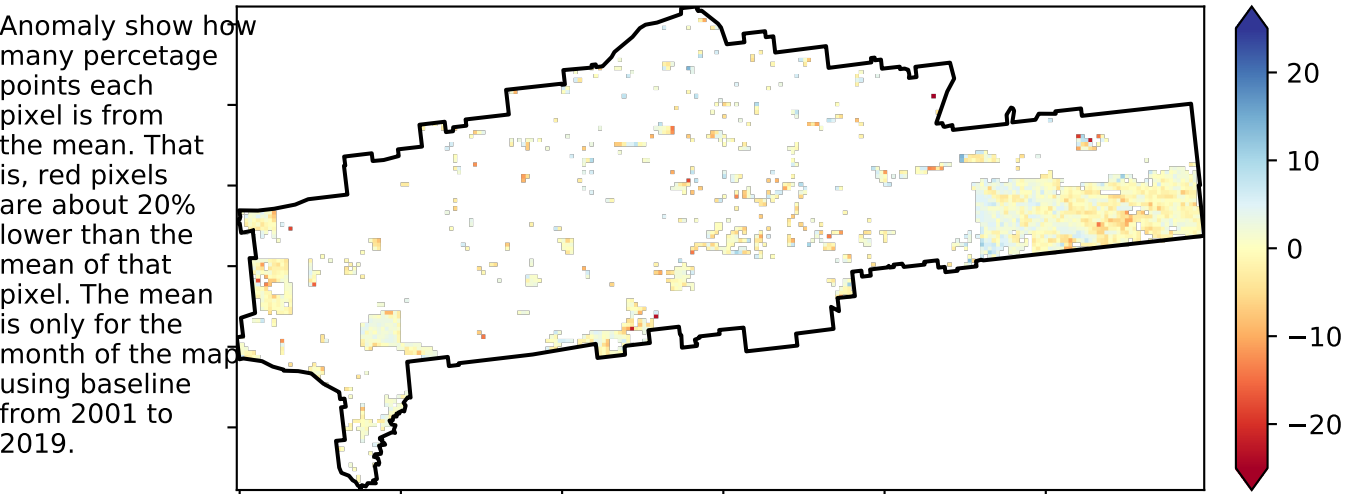 Anomaly show how
many percetage
points each
pixel is from
the mean. That
is, red pixels
are about 20%
lower than the
mean of that
pixel. The mean
is only for the
month of the map
using baseline
from 2001 to
2019.
20
10
0
−10
−20